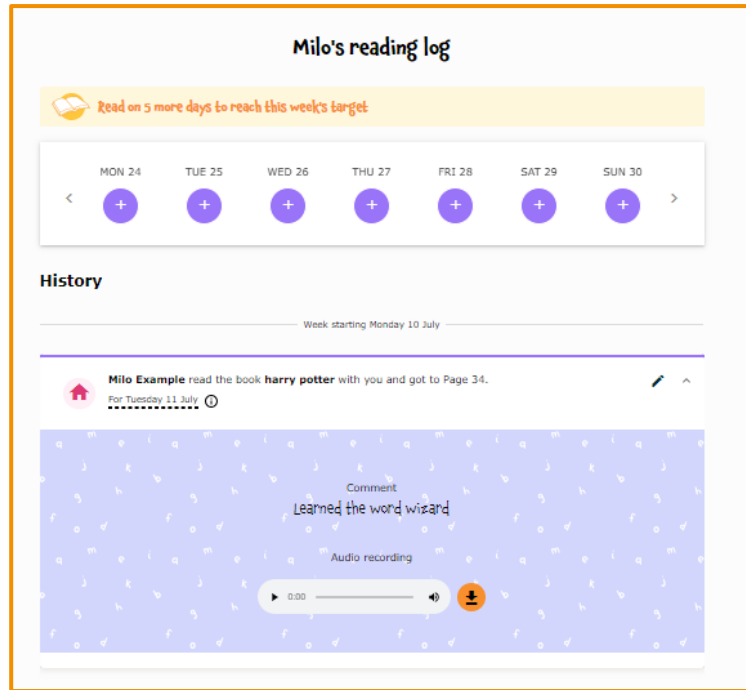 Milo's reading log
Read on 5 more days to reach this week's target
MON 24 TUE 25 WED 26 THU 27 FRI 28 SAT 29 SUN 30
History
Week starting Monday 10 July
Milo Example read the book harry potter with you and got to Page 34.
For Tuesday 11 July
Comment
Learned the word wizard
Audio recording
0:00